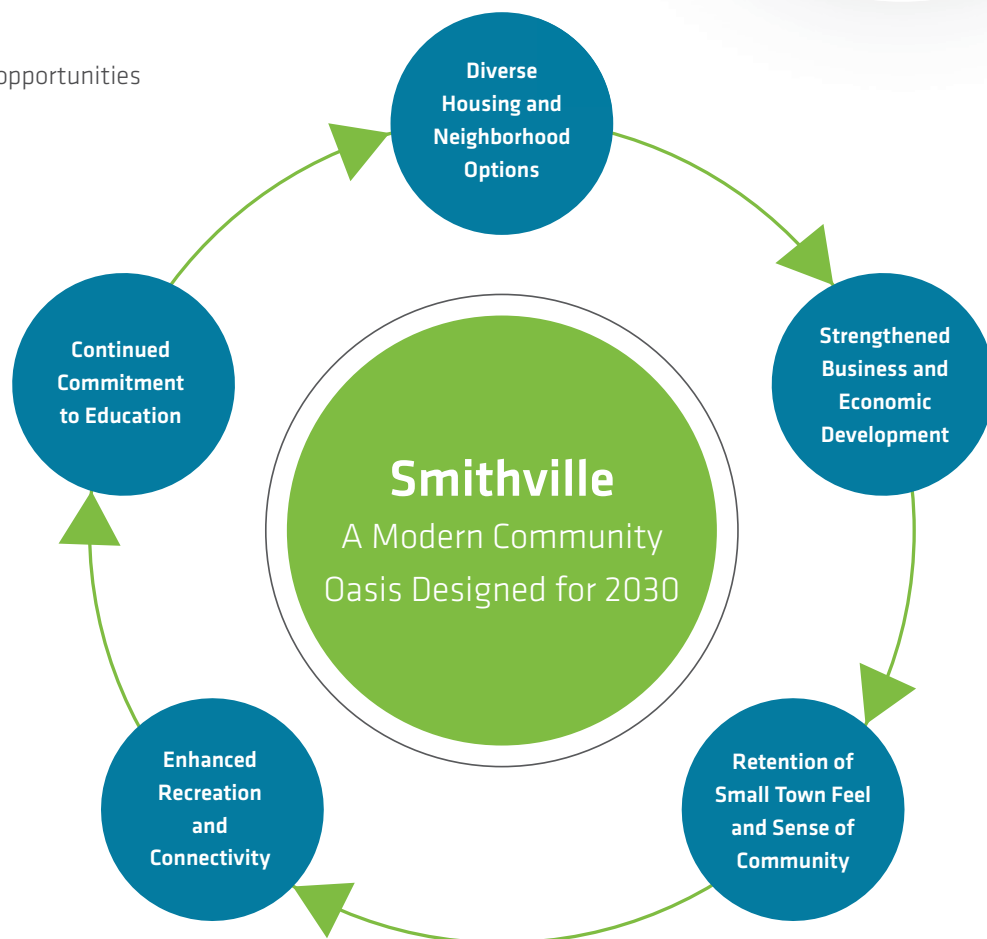 opportunities
Diverse
Housing and
Neighborhood
Options
Strengthened
Business and
Economic
Development
Retention of
Small Town Feel
and Sense of
Community
Enhanced
Recreation
and
Connectivity
Continued
Commitment
to Education
Smithville
A Modern Community
Oasis Designed for 2030